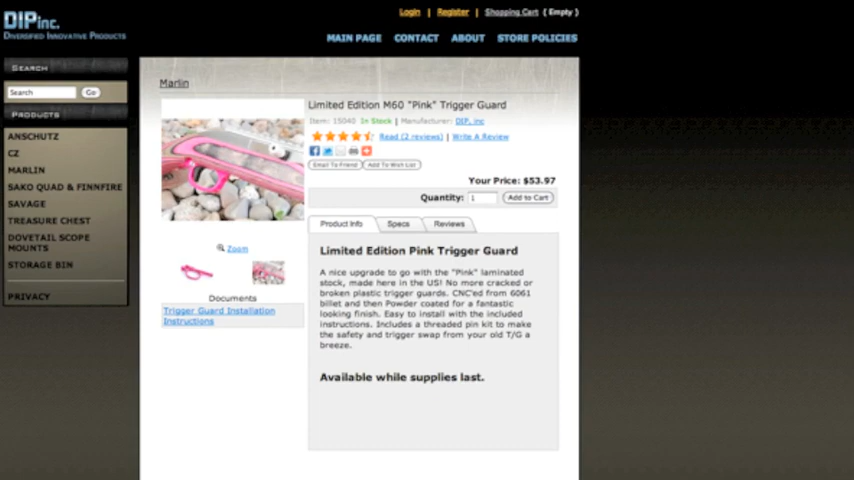 DIP inc.
DIVERSIFIED INNOVATIVE PRODUCTS
Login | Register | Shopping Cart ( Empty )
MAIN PAGE CONTACT ABOUT STORE POLICIES
SEARCH
Search Go
PRODUCTS
ANSCHUTZ
CZ
MARLIN
SAKO QUAD & FINNFIRE
SAVAGE
TREASURE CHEST
DOVETAIL SCOPE
MOUNTS
STORAGE BIN
PRIVACY
Marlin
Zoom
Documents
Trigger Guard Installation
Instructions
Limited Edition M60 "Pink" Trigger Guard
Item: 15040 In Stock | Manufacturer: DIP, inc
Read (2 reviews) | Write A Review
Email To Friend Add To Wish List
Your Price: $53.97
Quantity: 1 Add to Cart
Product Info Specs Reviews
Limited Edition Pink Trigger Guard
A nice upgrade to go with the "Pink" laminated
stock, made here in the US! No more cracked or
broken plastic trigger guards. CNC'ed from 6061
billet and then Powder coated for a fantastic
looking finish. Easy to install with the included
instructions. Includes a threaded pin kit to make
the safety and trigger swap from your old T/G a
breeze.
Available while supplies last.